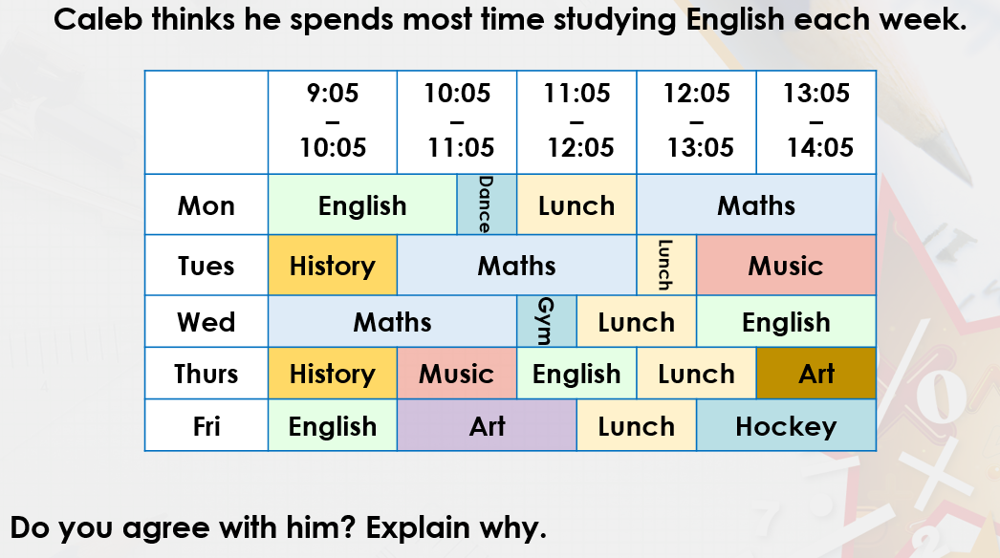 Caleb thinks he spends most time studying English each week.
9:05 – 10:05 10:05 – 11:05 11:05 – 12:05 12:05 – 13:05 13:05 – 14:05
Mon English Dance Lunch Maths
Tues History Maths Lunch Music
Wed Maths Gym Lunch English
Thurs History Music English Lunch Art
Fri English Art Lunch Hockey
Do you agree with him? Explain why.